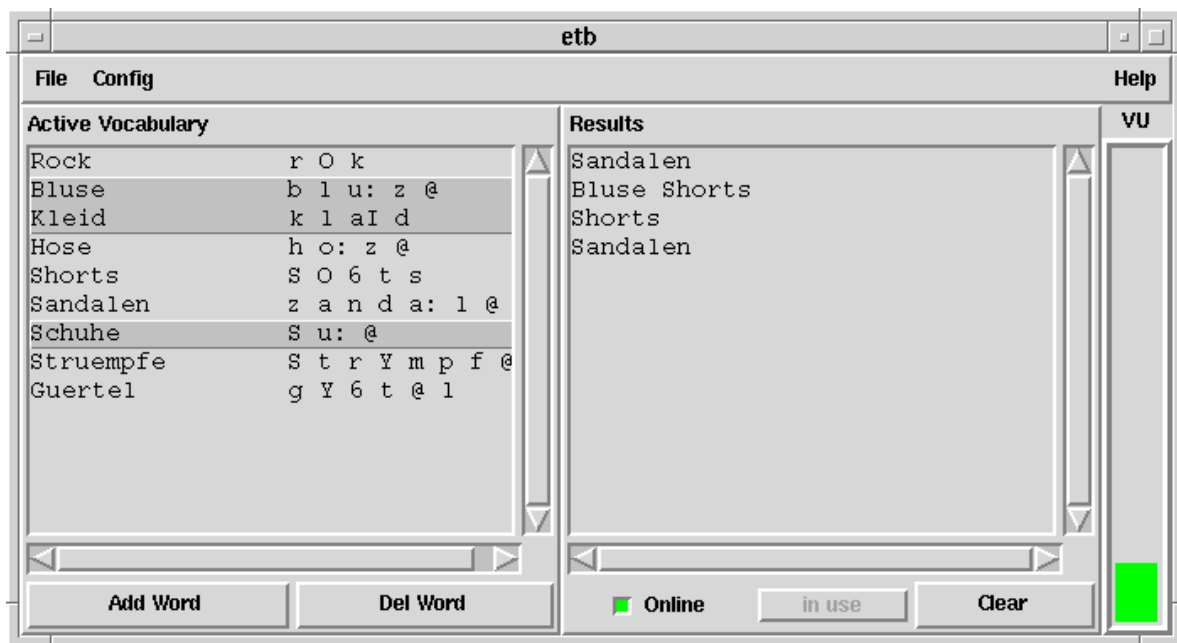 etb
File Config Help
Active Vocabulary
Rock r O k
Bluse b l u: z @
Kleid k l aI d
Hose h o: z @
Shorts S O 6 t s
Sandalen z a n d a: l @
Schuhe S u: @
Struempfe S t r Y m p f @
Guertel g Y 6 t @ l
Add Word Del Word
Results
Sandalen
Bluse Shorts
Shorts
Sandalen
Online in use Clear
VU